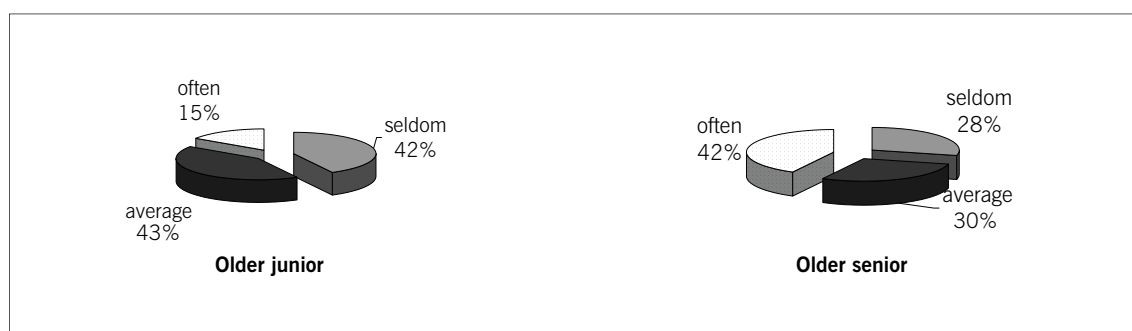 often
15%
seldom
42%
average
43%
Older junior
often
42%
seldom
28%
average
30%
Older senior